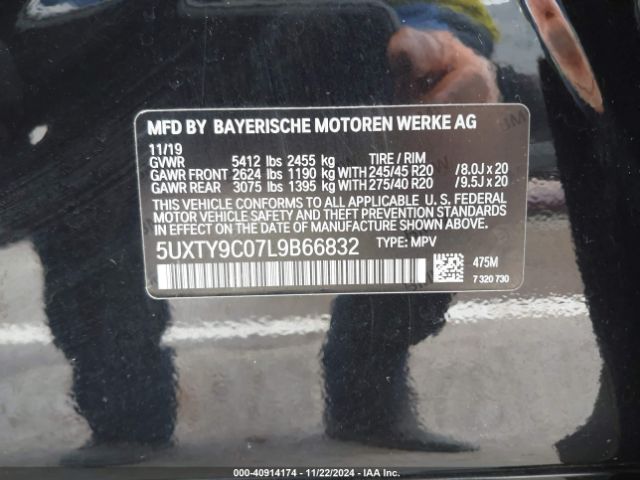 MFD BY BAYERISCHE MOTOREN WERKE AG
11/19
GVWR 5412 lbs 2455 kg TIRE / RIM
GAWR FRONT 2624 lbs 1190 kg WITH 245/45 R20 /8.0J x 20
GAWR REAR 3075 lbs 1395 kg WITH 275/40 R20 /9.5J x 20
THIS VEHICLE CONFORMS TO ALL APPLICABLE U. S. FEDERAL
MOTOR VEHICLE SAFETY, BUMPER, AND THEFT PREVENTION STANDARDS
IN EFFECT ON THE DATE OF MANUFACTURE SHOWN ABOVE.
5UXTY9C07L9B66832 TYPE: MPV
475M
7 320 730
000-40914174 - 11/22/2024 - IAA Inc.